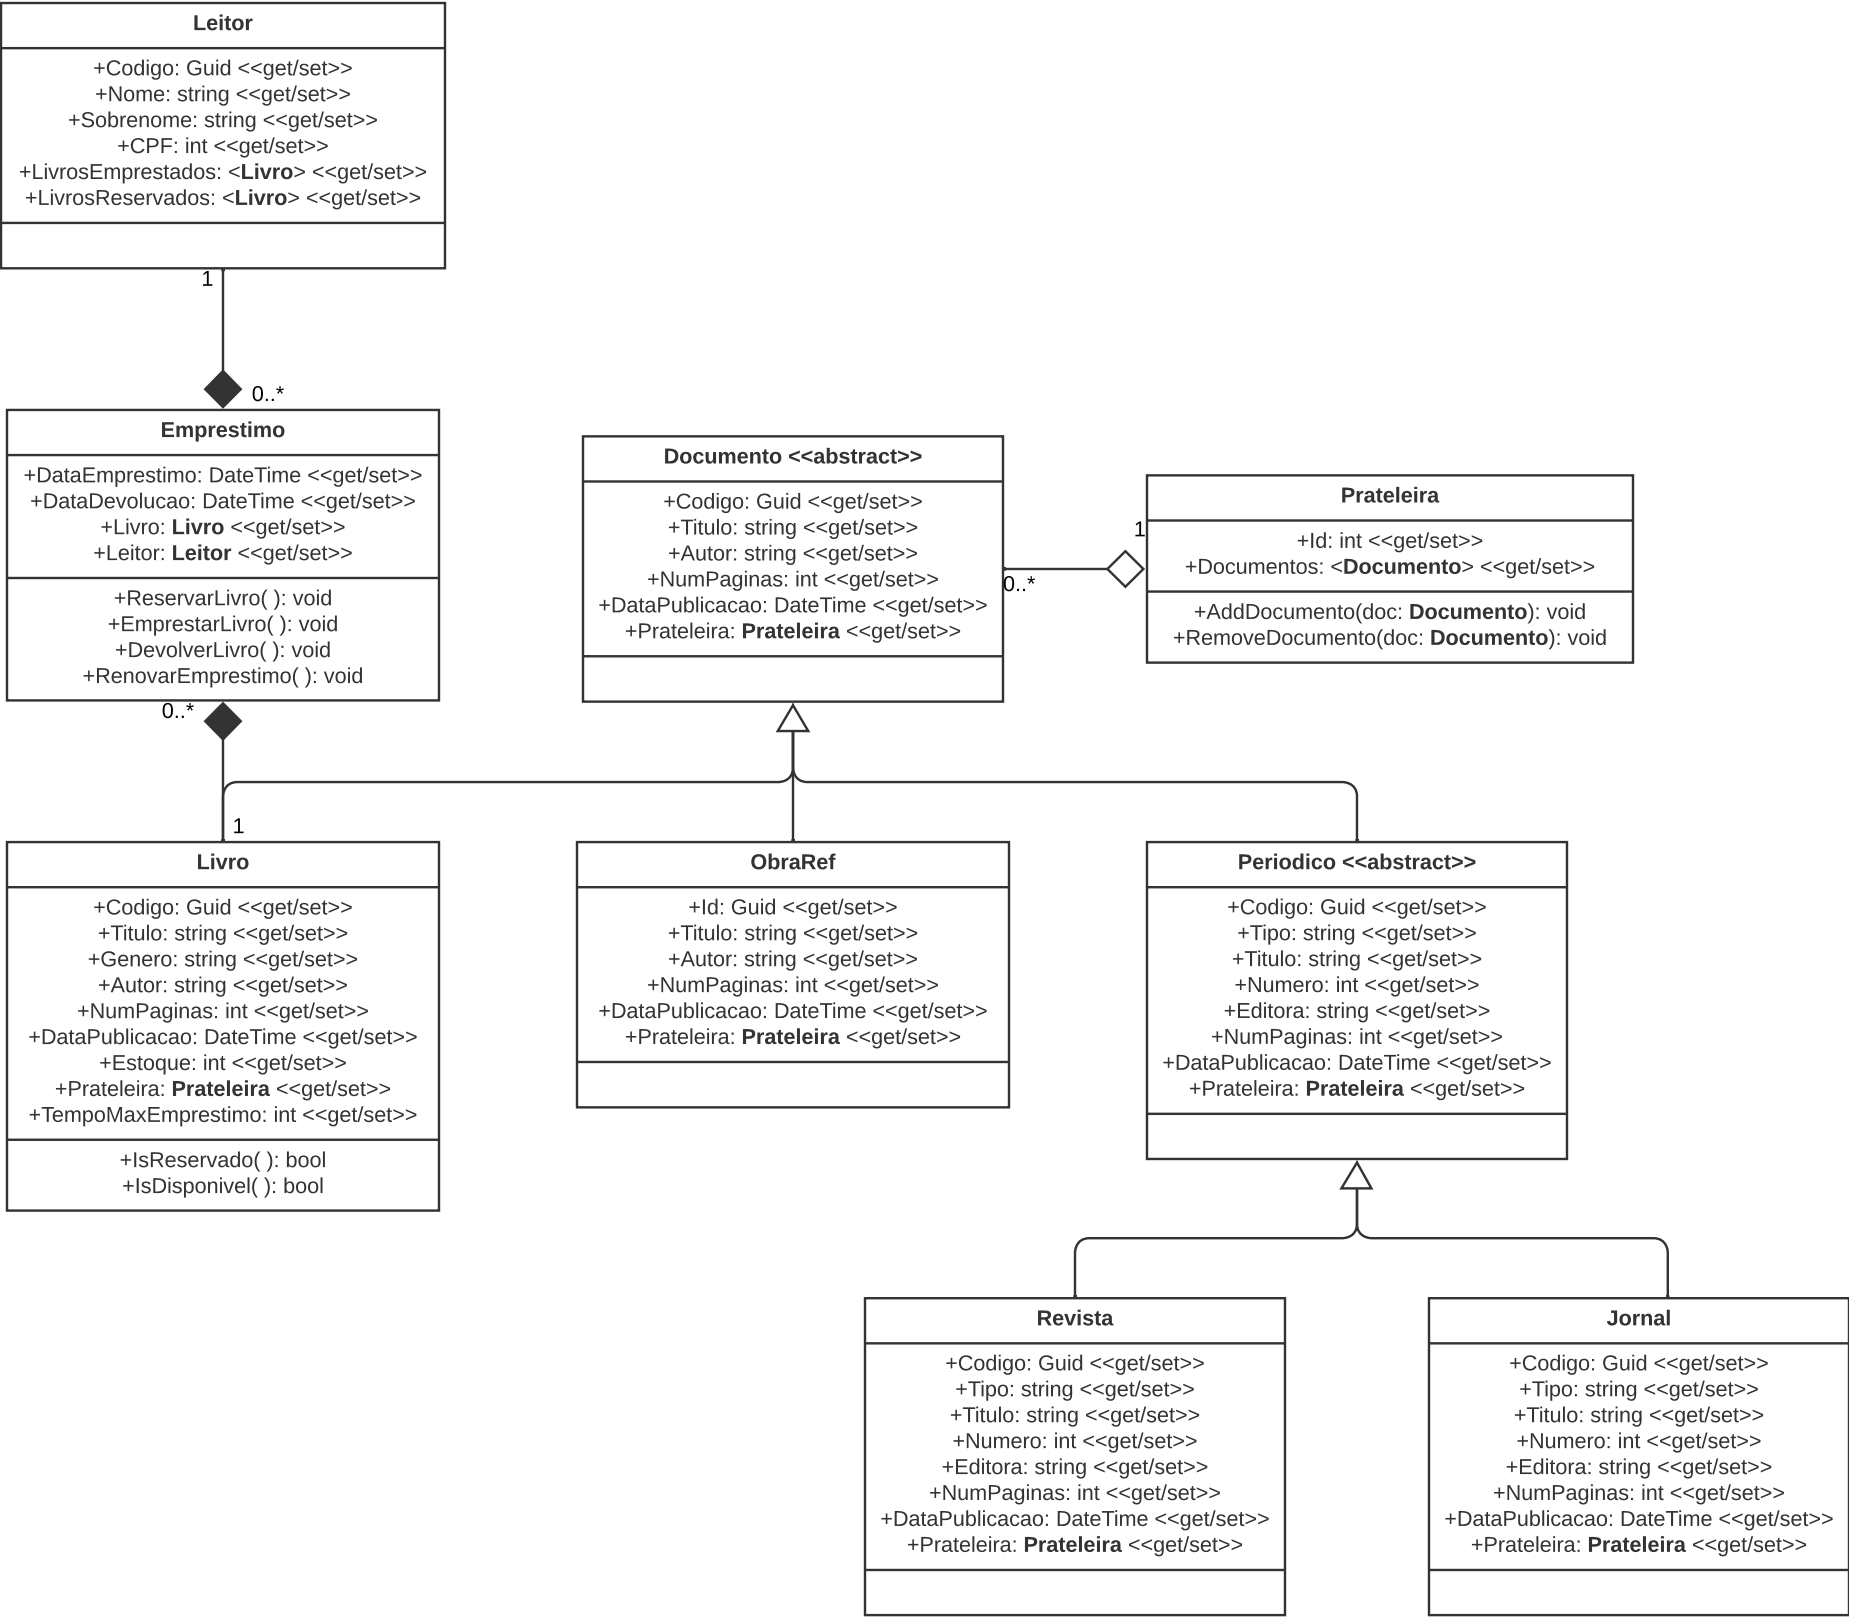 Leitor
+Codigo: Guid <<get/set>>
+Nome: string <<get/set>>
+Sobrenome: string <<get/set>>
+CPF: int <<get/set>>
+LivrosEmprestados: <Livro> <<get/set>>
+LivrosReservados: <Livro> <<get/set>>
1
0..*
Emprestimo
+DataEmprestimo: DateTime <<get/set>>
+DataDevolucao: DateTime <<get/set>>
+Livro: Livro <<get/set>>
+Leitor: Leitor <<get/set>>
+ReservarLivro( ): void
+EmprestarLivro( ): void
+DevolverLivro( ): void
+RenovarEmprestimo( ): void
0..*
1
Documento <<abstract>>
+Codigo: Guid <<get/set>>
+Titulo: string <<get/set>>
+Autor: string <<get/set>>
+NumPaginas: int <<get/set>>
+DataPublicacao: DateTime <<get/set>>
+Prateleira: Prateleira <<get/set>>
0..*
1
Prateleira
+Id: int <<get/set>>
+Documentos: <Documento> <<get/set>>
+AddDocumento(doc: Documento): void
+RemoveDocumento(doc: Documento): void
Livro
+Codigo: Guid <<get/set>>
+Titulo: string <<get/set>>
+Genero: string <<get/set>>
+Autor: string <<get/set>>
+NumPaginas: int <<get/set>>
+DataPublicacao: DateTime <<get/set>>
+Estoque: int <<get/set>>
+Prateleira: Prateleira <<get/set>>
+TempoMaxEmprestimo: int <<get/set>>
+IsReservado( ): bool
+IsDisponivel( ): bool
ObraRef
+Id: Guid <<get/set>>
+Titulo: string <<get/set>>
+Autor: string <<get/set>>
+NumPaginas: int <<get/set>>
+DataPublicacao: DateTime <<get/set>>
+Prateleira: Prateleira <<get/set>>
Periodico <<abstract>>
+Codigo: Guid <<get/set>>
+Tipo: string <<get/set>>
+Titulo: string <<get/set>>
+Numero: int <<get/set>>
+Editora: string <<get/set>>
+NumPaginas: int <<get/set>>
+DataPublicacao: DateTime <<get/set>>
+Prateleira: Prateleira <<get/set>>
Revista
+Codigo: Guid <<get/set>>
+Tipo: string <<get/set>>
+Titulo: string <<get/set>>
+Numero: int <<get/set>>
+Editora: string <<get/set>>
+NumPaginas: int <<get/set>>
+DataPublicacao: DateTime <<get/set>>
+Prateleira: Prateleira <<get/set>>
Jornal
+Codigo: Guid <<get/set>>
+Tipo: string <<get/set>>
+Titulo: string <<get/set>>
+Numero: int <<get/set>>
+Editora: string <<get/set>>
+NumPaginas: int <<get/set>>
+DataPublicacao: DateTime <<get/set>>
+Prateleira: Prateleira <<get/set>>